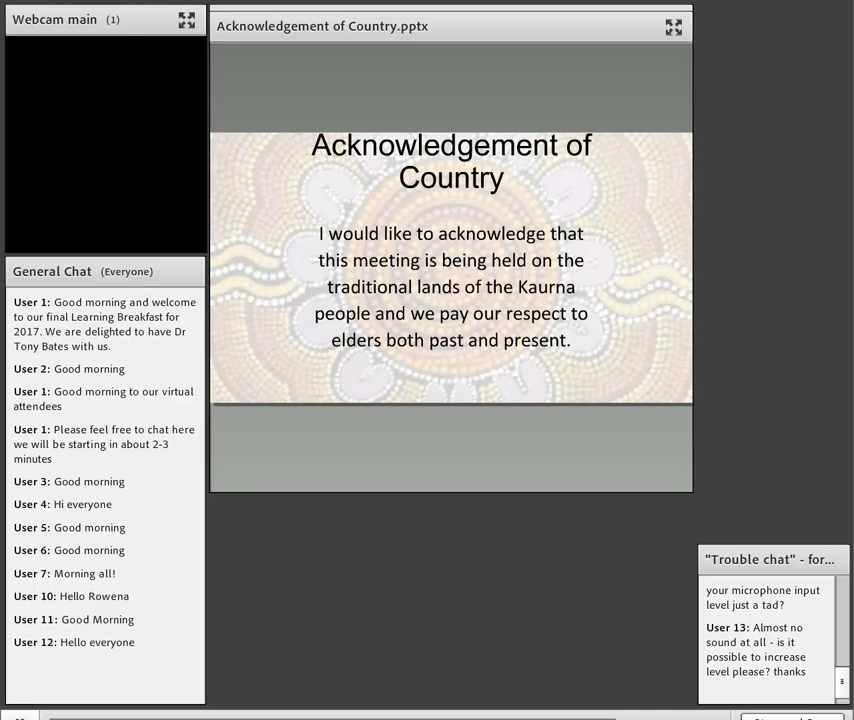 Webcam main (1)
Acknowledgement of Country.pptx
Acknowledgement of
Country
I would like to acknowledge that
this meeting is being held on the
traditional lands of the Kaurna
people and we pay our respect to
elders both past and present.
General Chat (Everyone)
User 1: Good morning and welcome
to our final Learning Breakfast for
2017. We are delighted to have Dr
Tony Bates with us.
User 2: Good morning
User 1: Good morning to our virtual
attendees
User 1: Please feel free to chat here
we will be starting in about 2-3
minutes
User 3: Good morning
User 4: Hi everyone
User 5: Good morning
User 6: Good morning
User 7: Morning all!
User 10: Hello Rowena
User 11: Good Morning
User 12: Hello everyone
"Trouble chat" - for...
your microphone input
level just a tad?
User 13: Almost no
sound at all - is it
possible to increase
level please? thanks